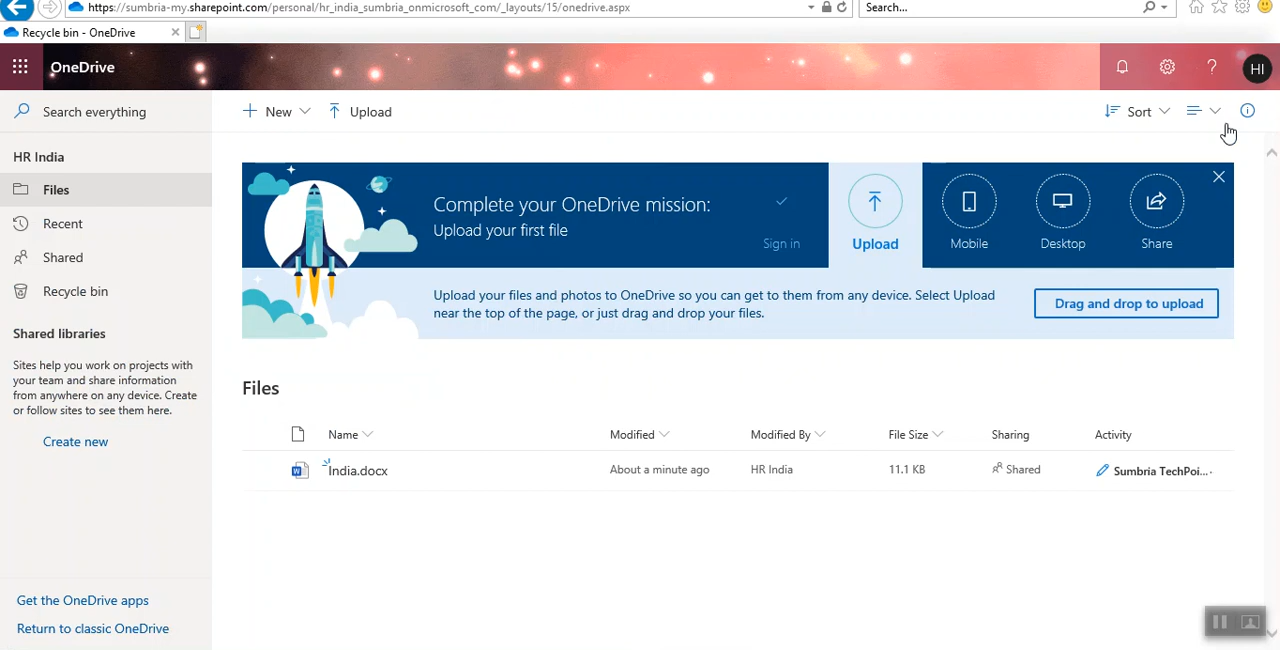 https://sumbria-my.sharepoint.com/personal/hr_india_sumbria_onmicrosoft_com/_layouts/15/onedrive.aspx
Search...
Recycle bin - OneDrive
OneDrive
?
HI
Search everything
New
Upload
Sort
HR India
Files
Recent
Shared
Recycle bin
Shared libraries
Sites help you work on projects with
your team and share information
from anywhere on any device. Create
or follow sites to see them here.
Create new
Get the OneDrive apps
Return to classic OneDrive
Complete your OneDrive mission:
Upload your first file
Sign in
Upload
Mobile
Desktop
Share
Upload your files and photos to OneDrive so you can get to them from any device. Select Upload
near the top of the page, or just drag and drop your files.
Drag and drop to upload
Files
Name Modified Modified By File Size Sharing Activity
India.docx About a minute ago HR India 11.1 KB Shared Sumbria TechPoi...